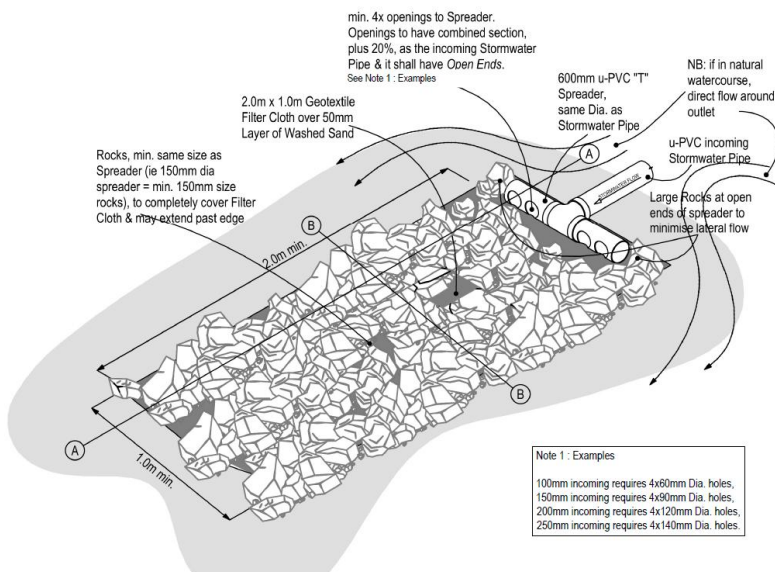 min. 4x openings to Spreader.
Openings to have combined section,
plus 20%, as the incoming Stormwater
Pipe & it shall have Open Ends.
See Note 1 : Examples
600mm u-PVC "T"
Spreader,
same Dia. as
Stormwater Pipe
NB: if in natural
watercourse,
direct flow around
outlet
2.0m x 1.0m Geotextile
Filter Cloth over 50mm
Layer of Washed Sand
u-PVC incoming
Stormwater Pipe
Rocks, min. same size as
Spreader (ie 150mm dia
spreader = min. 150mm size
rocks), to completely cover Filter
Cloth & may extend past edge
A
STORMWATER FLOW
Large Rocks at open
ends of spreader to
minimise lateral flow
B
2.0m min.
B
A
1.0m min.
Note 1 : Examples
100mm incoming requires 4x60mm Dia. holes,
150mm incoming requires 4x90mm Dia. holes,
200mm incoming requires 4x120mm Dia. holes,
250mm incoming requires 4x140mm Dia. holes.